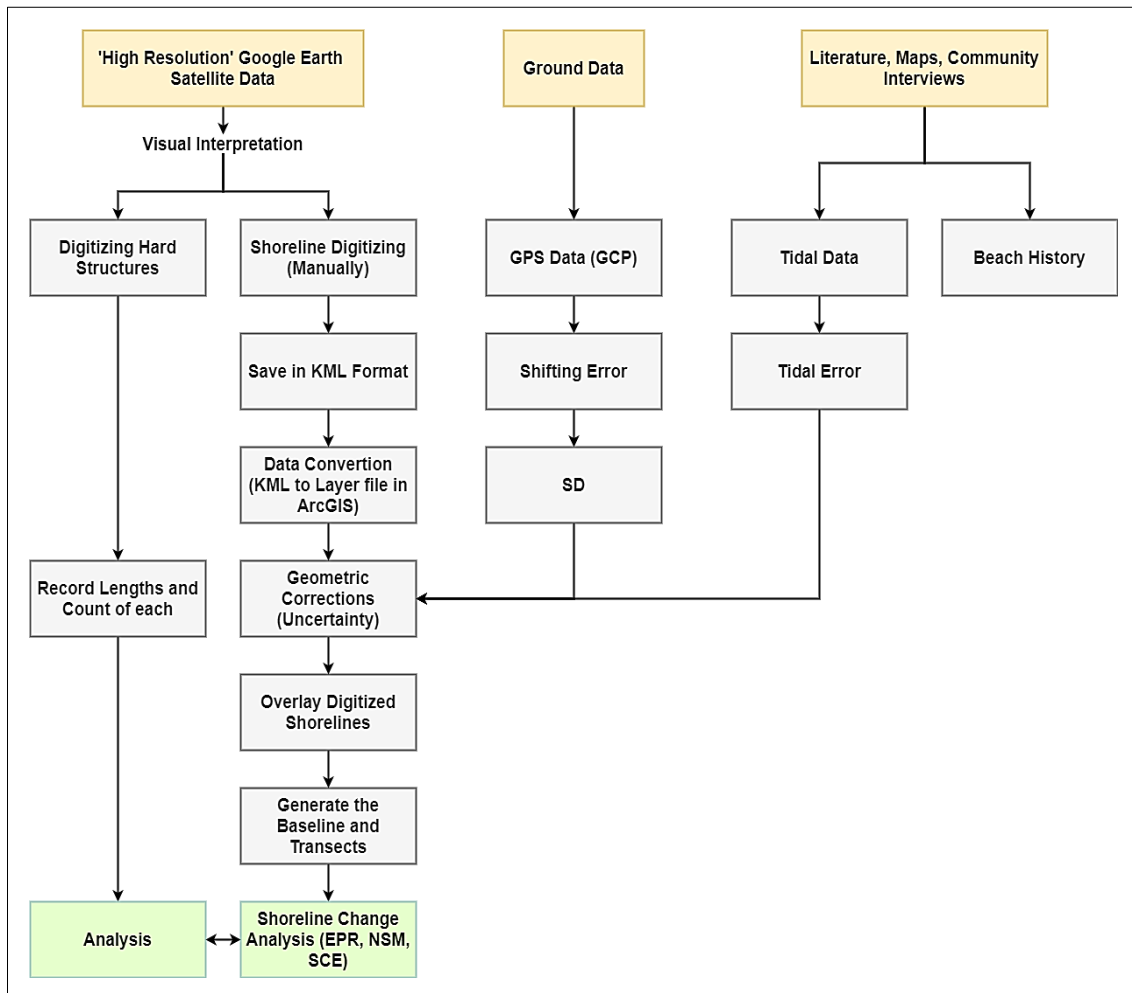 'High Resolution' Google Earth
Satellite Data
Ground Data
Literature, Maps, Community
Interviews
Visual Interpretation
Digitizing Hard
Structures
Shoreline Digitizing
(Manually)
GPS Data (GCP)
Tidal Data
Beach History
Save in KML Format
Shifting Error
Tidal Error
Data Convertion
(KML to Layer file in
ArcGIS)
SD
Record Lengths and
Count of each
Geometric
Corrections
(Uncertainty)
Overlay Digitized
Shorelines
Generate the
Baseline and
Transects
Analysis
Shoreline Change
Analysis (EPR, NSM,
SCE)